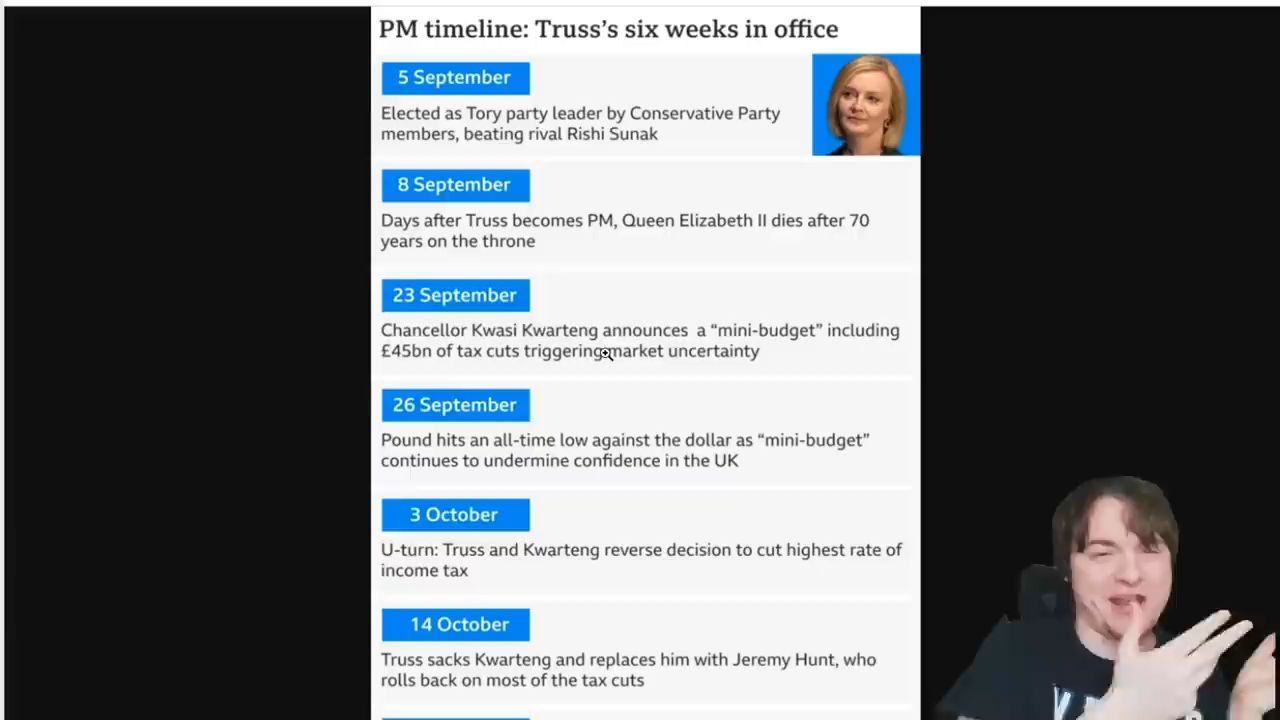 PM timeline: Truss’s six weeks in office
5 September
Elected as Tory party leader by Conservative Party
members, beating rival Rishi Sunak
8 September
Days after Truss becomes PM, Queen Elizabeth II dies after 70
years on the throne
23 September
Chancellor Kwasi Kwarteng announces a “mini-budget” including
£45bn of tax cuts triggering market uncertainty
26 September
Pound hits an all-time low against the dollar as “mini-budget”
continues to undermine confidence in the UK
3 October
U-turn: Truss and Kwarteng reverse decision to cut highest rate of
income tax
14 October
Truss sacks Kwarteng and replaces him with Jeremy Hunt, who
rolls back on most of the tax cuts